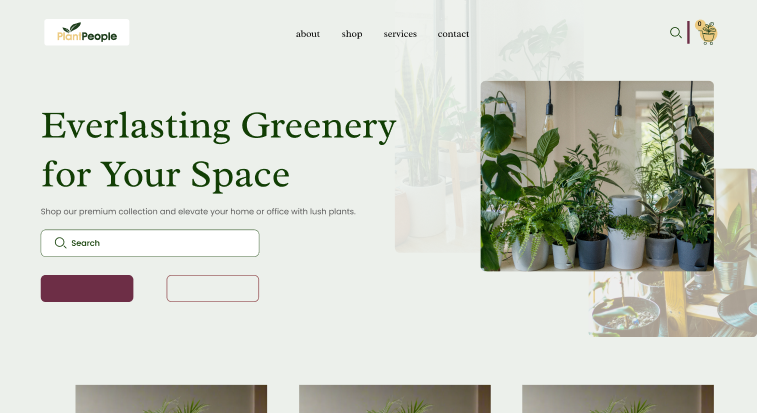 PlantPeople
about shop services contact
0
Everlasting Greenery
for Your Space
Shop our premium collection and elevate your home or office with lush plants.
Search